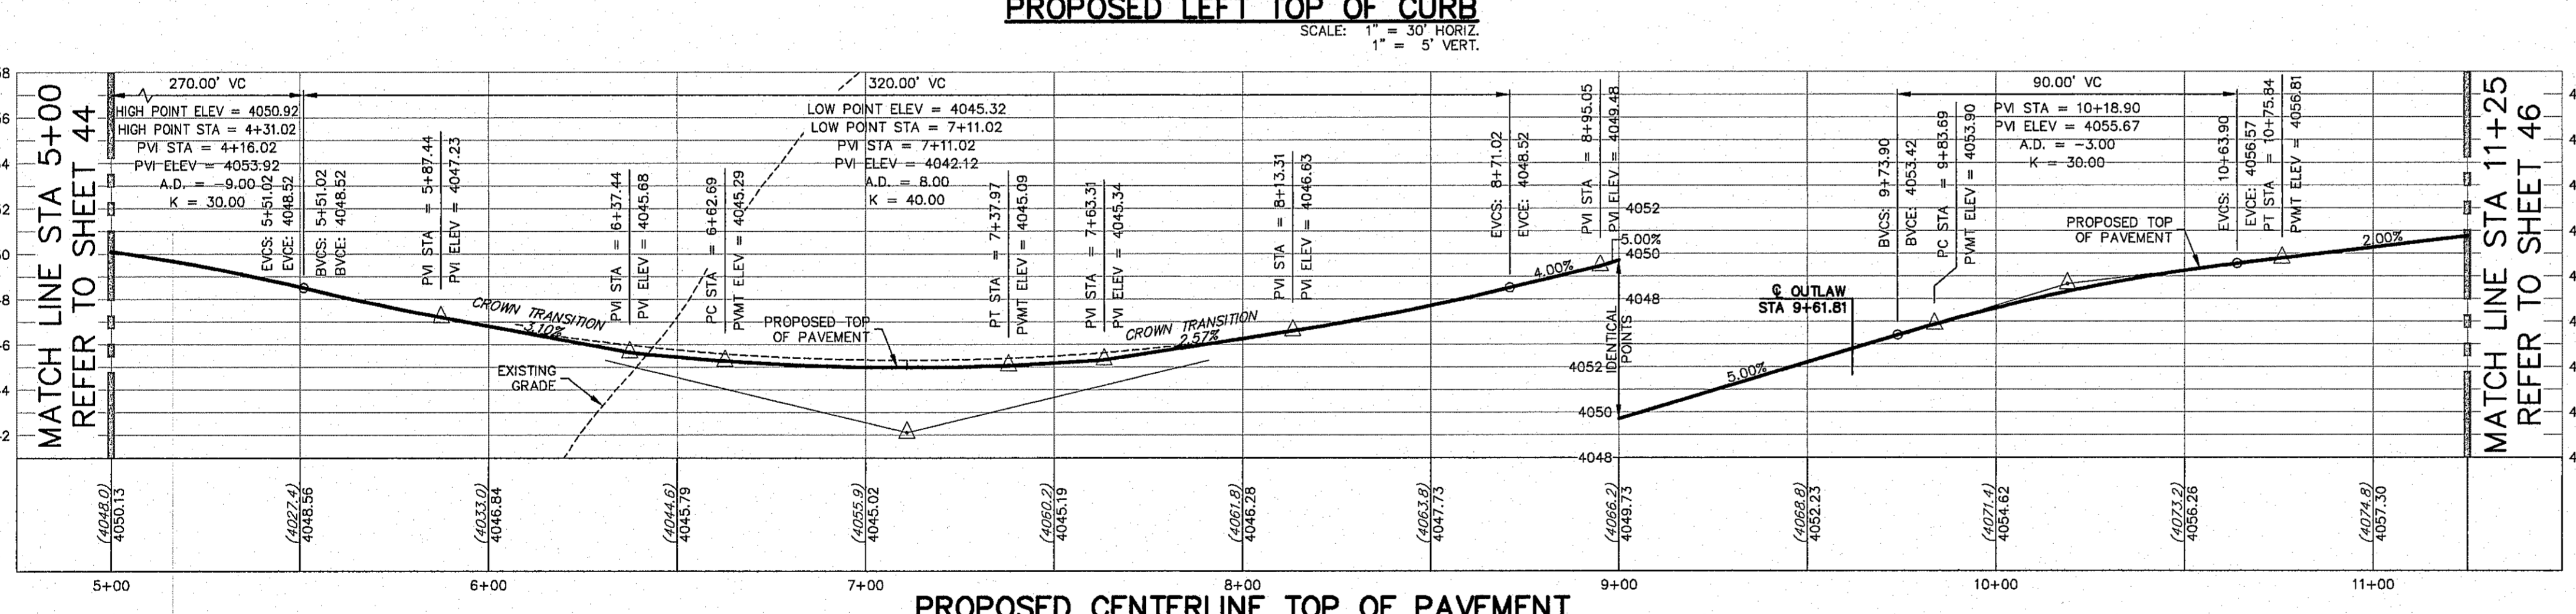 PROPOSED LEFT TOP OF CURB
SCALE: 1" = 30' HORIZ.
1" = 5' VERT.
MATCH LINE STA 5+00
REFER TO SHEET 44
270.00' VC
HIGH POINT ELEV = 4050.92
HIGH POINT STA = 4+31.02
PVI STA = 4+16.02
PVI ELEV = 4053.92
A.D. = -9.00
K = 30.00
EVCS: 5+51.02
EVCE: 4048.52
BVCS: 5+51.02
BVCE: 4048.52
PVI STA = 5+87.44
PVI ELEV = 4047.23
CROWN TRANSITION
-3.10%
PVI STA = 6+37.44
PVI ELEV = 4045.68
PC STA = 6+62.69
PVMT ELEV = 4045.29
EXISTING
GRADE
PROPOSED TOP
OF PAVEMENT
320.00' VC
LOW POINT ELEV = 4045.32
LOW POINT STA = 7+11.02
PVI STA = 7+11.02
PVI ELEV = 4042.12
A.D. = 8.00
K = 40.00
PT STA = 7+37.97
PVMT ELEV = 4045.09
PVI STA = 7+63.31
PVI ELEV = 4045.34
CROWN TRANSITION
2.57%
PVI STA = 8+13.31
PVI ELEV = 4046.63
EVCS: 8+71.02
EVCE: 4048.52
4.00%
PVI STA = 8+95.05
PVI ELEV = 4049.48
5.00%
4052
4050
4048
IDENTICAL
POINTS
4052
4050
4048
5.00%
℄ OUTLAW
STA 9+61.81
BVCS: 9+73.90
BVCE: 4053.42
PC STA = 9+83.69
PVMT ELEV = 4053.90
90.00' VC
PVI STA = 10+18.90
PVI ELEV = 4055.67
A.D. = -3.00
K = 30.00
PROPOSED TOP
OF PAVEMENT
EVCS: 10+63.90
EVCE: 4056.57
PT STA = 10+75.84
PVMT ELEV = 4056.81
2.00%
MATCH LINE STA 11+25
REFER TO SHEET 46
(4048.0)
4050.13
(4027.4)
4048.56
(4033.0)
4046.84
(4044.6)
4045.79
(4055.9)
4045.02
(4060.2)
4045.19
(4061.8)
4046.28
(4063.8)
4047.73
(4066.2)
4049.73
(4068.8)
4052.23
(4071.4)
4054.62
(4073.2)
4056.26
(4074.8)
4057.30
5+00
6+00
7+00
8+00
9+00
10+00
11+00
PROPOSED CENTERLINE TOP OF PAVEMENT